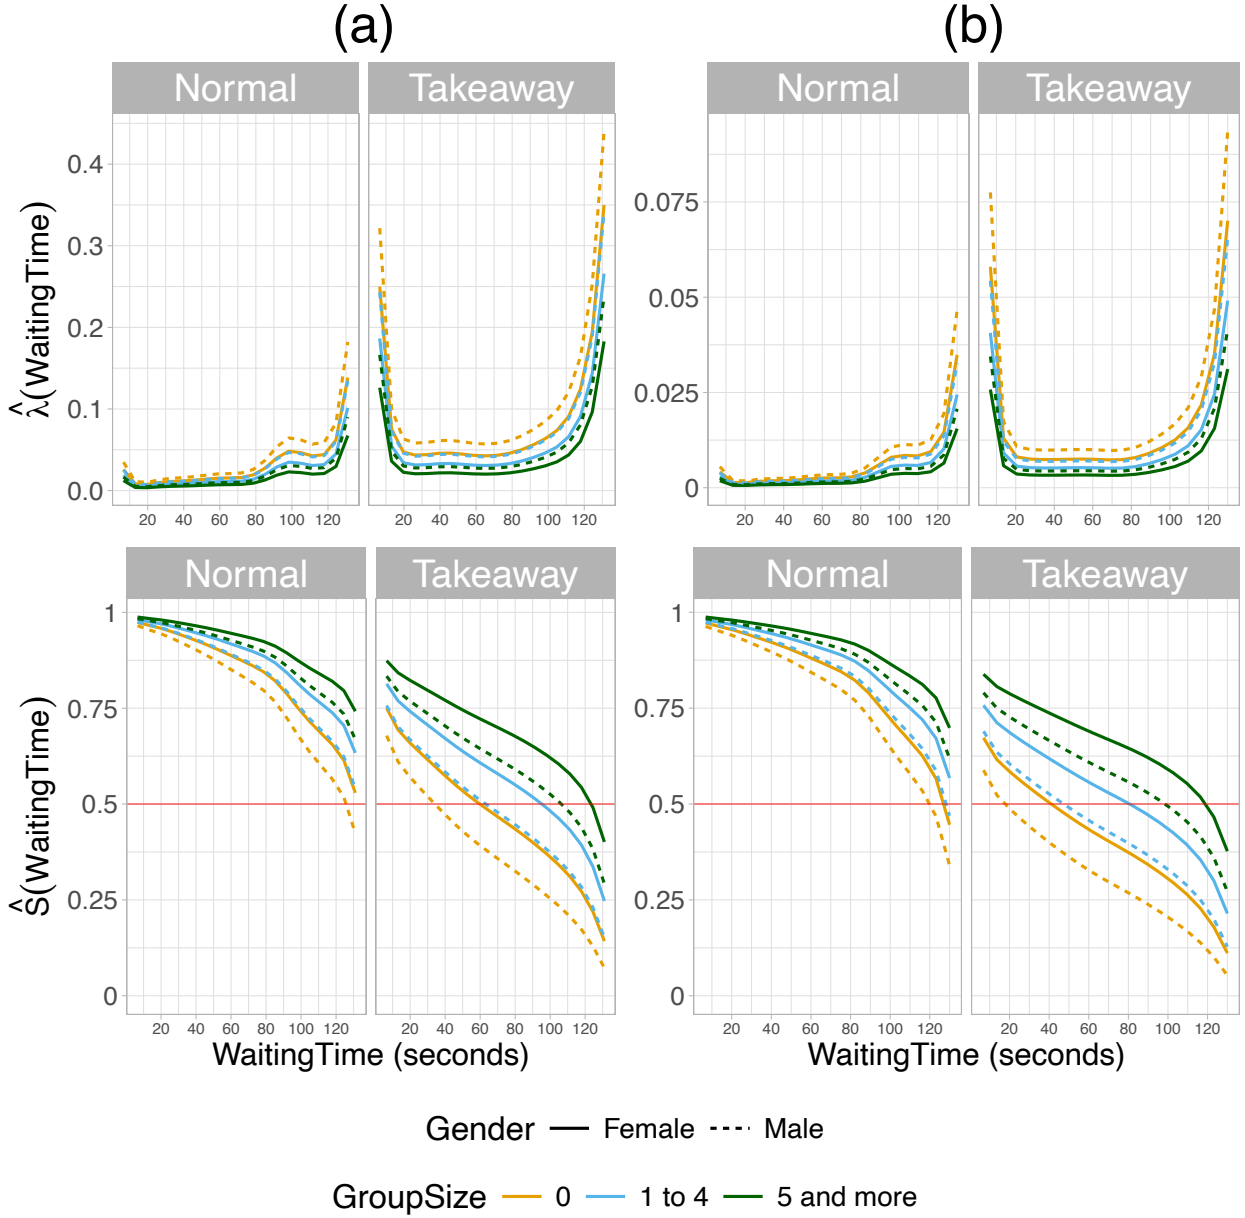 (a) (b)
Normal Takeaway Normal Takeaway
λ̂(WaitingTime)
0.4
0.3
0.2
0.1
0.0
0.075
0.05
0.025
0
20 40 60 80 100 120 20 40 60 80 100 120 20 40 60 80 100 120 20 40 60 80 100 120
Normal Takeaway Normal Takeaway
Ŝ(WaitingTime)
1
0.75
0.5
0.25
0
1
0.75
0.5
0.25
0
20 40 60 80 100 120 20 40 60 80 100 120 20 40 60 80 100 120 20 40 60 80 100 120
WaitingTime (seconds) WaitingTime (seconds)
Gender Female Male
GroupSize 0 1 to 4 5 and more